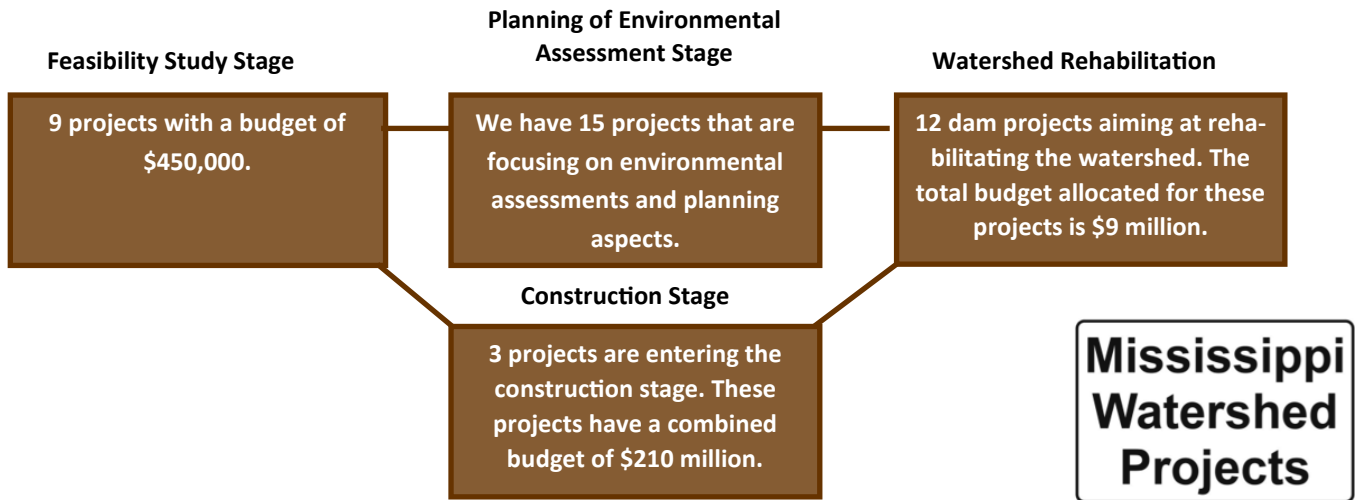 Feasibility Study Stage
9 projects with a budget of
$450,000.
Planning of Environmental
Assessment Stage
We have 15 projects that are
focusing on environmental
assessments and planning
aspects.
Watershed Rehabilitation
12 dam projects aiming at reha-
bilitating the watershed. The
total budget allocated for these
projects is $9 million.
Construction Stage
3 projects are entering the
construction stage. These
projects have a combined
budget of $210 million.
Mississippi
Watershed
Projects